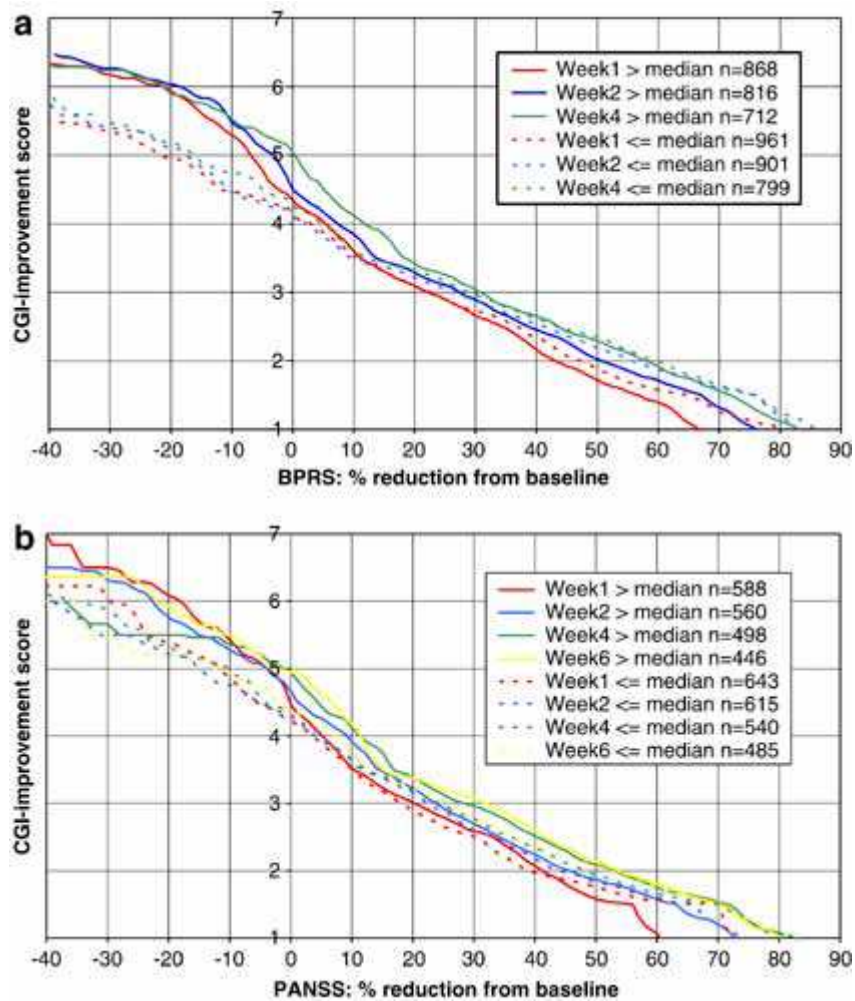 a
7
6
5
4
3
2
1
CGI-improvement score
Week1 > median n=868
Week2 > median n=816
Week4 > median n=712
Week1 <= median n=961
Week2 <= median n=901
Week4 <= median n=799
-40 -30 -20 -10 0 10 20 30 40 50 60 70 80 90
BPRS: % reduction from baseline
b
7
6
5
4
3
2
1
CGI-improvement score
Week1 > median n=588
Week2 > median n=560
Week4 > median n=498
Week6 > median n=446
Week1 <= median n=643
Week2 <= median n=615
Week4 <= median n=540
Week6 <= median n=485
-40 -30 -20 -10 0 10 20 30 40 50 60 70 80 90
PANSS: % reduction from baseline